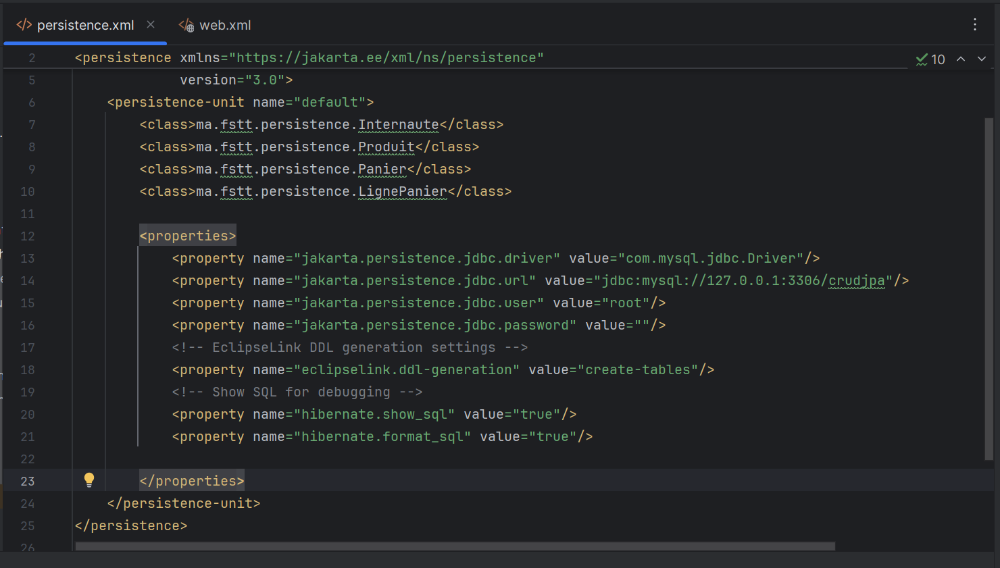 persistence.xml
web.xml
2 <persistence xmlns="https://jakarta.ee/xml/ns/persistence"
10
5 version="3.0">
6 <persistence-unit name="default">
7 <class>ma.fstt.persistence.Internaute</class>
8 <class>ma.fstt.persistence.Produit</class>
9 <class>ma.fstt.persistence.Panier</class>
10 <class>ma.fstt.persistence.LignePanier</class>
11
12 <properties>
13 <property name="jakarta.persistence.jdbc.driver" value="com.mysql.jdbc.Driver"/>
14 <property name="jakarta.persistence.jdbc.url" value="jdbc:mysql://127.0.0.1:3306/crudjpa"/>
15 <property name="jakarta.persistence.jdbc.user" value="root"/>
16 <property name="jakarta.persistence.jdbc.password" value=""/>
17 <!-- EclipseLink DDL generation settings -->
18 <property name="eclipselink.ddl-generation" value="create-tables"/>
19 <!-- Show SQL for debugging -->
20 <property name="hibernate.show_sql" value="true"/>
21 <property name="hibernate.format_sql" value="true"/>
22
23 </properties>
24 </persistence-unit>
25 </persistence>
26